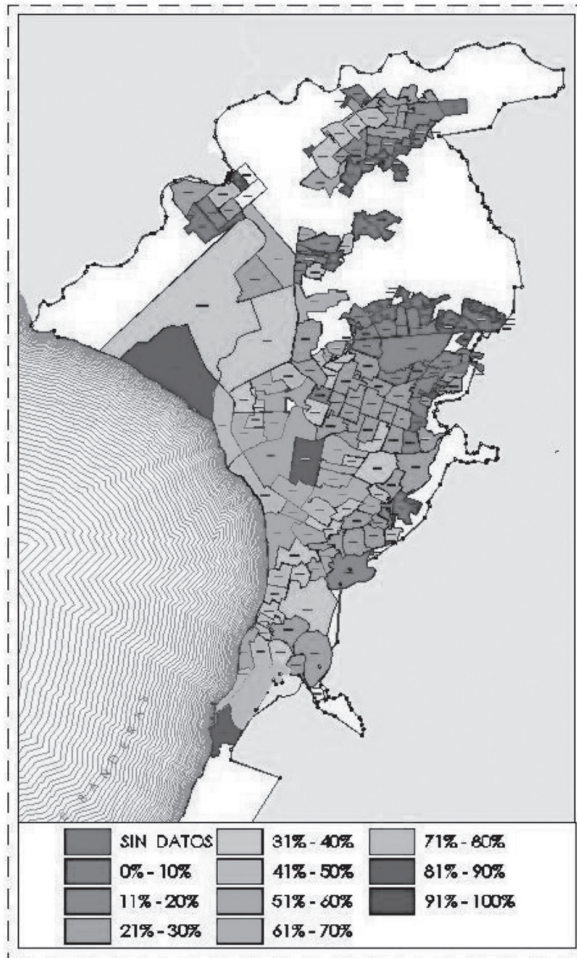 BANDERAS
SIN DATOS
0% - 10%
11% - 20%
21% - 30%
31% - 40%
41% - 50%
51% - 60%
61% - 70%
71% - 80%
81% - 90%
91% - 100%